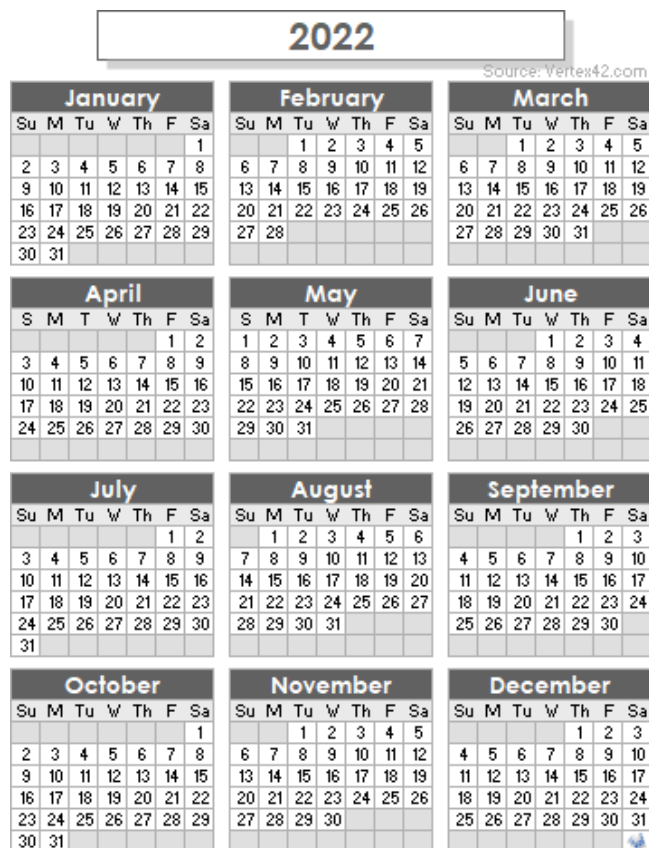 2022
Source: Vertex42.com
January
Su M Tu W Th F Sa
1
2 3 4 5 6 7 8
9 10 11 12 13 14 15
16 17 18 19 20 21 22
23 24 25 26 27 28 29
30 31
February
Su M Tu W Th F Sa
1 2 3 4 5
6 7 8 9 10 11 12
13 14 15 16 17 18 19
20 21 22 23 24 25 26
27 28
March
Su M Tu W Th F Sa
1 2 3 4 5
6 7 8 9 10 11 12
13 14 15 16 17 18 19
20 21 22 23 24 25 26
27 28 29 30 31
April
S M T W Th F Sa
1 2
3 4 5 6 7 8 9
10 11 12 13 14 15 16
17 18 19 20 21 22 23
24 25 26 27 28 29 30
May
S M T W Th F Sa
1 2 3 4 5 6 7
8 9 10 11 12 13 14
15 16 17 18 19 20 21
22 23 24 25 26 27 28
29 30 31
June
Su M Tu W Th F Sa
1 2 3 4
5 6 7 8 9 10 11
12 13 14 15 16 17 18
19 20 21 22 23 24 25
26 27 28 29 30
July
Su M Tu W Th F Sa
1 2
3 4 5 6 7 8 9
10 11 12 13 14 15 16
17 18 19 20 21 22 23
24 25 26 27 28 29 30
31
August
Su M Tu W Th F Sa
1 2 3 4 5 6
7 8 9 10 11 12 13
14 15 16 17 18 19 20
21 22 23 24 25 26 27
28 29 30 31
September
Su M Tu W Th F Sa
1 2 3
4 5 6 7 8 9 10
11 12 13 14 15 16 17
18 19 20 21 22 23 24
25 26 27 28 29 30
October
Su M Tu W Th F Sa
1
2 3 4 5 6 7 8
9 10 11 12 13 14 15
16 17 18 19 20 21 22
23 24 25 26 27 28 29
30 31
November
Su M Tu W Th F Sa
1 2 3 4 5
6 7 8 9 10 11 12
13 14 15 16 17 18 19
20 21 22 23 24 25 26
27 28 29 30
December
Su M Tu W Th F Sa
1 2 3
4 5 6 7 8 9 10
11 12 13 14 15 16 17
18 19 20 21 22 23 24
25 26 27 28 29 30 31